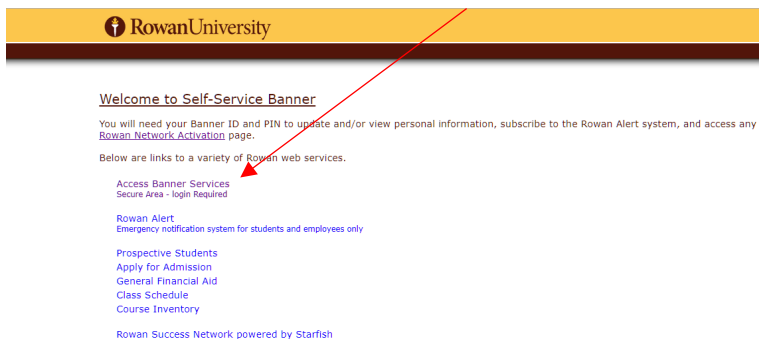 RowanUniversity
Welcome to Self-Service Banner
You will need your Banner ID and PIN to update and/or view personal information, subscribe to the Rowan Alert system, and access any
Rowan Network Activation page.
Below are links to a variety of Rowan web services.
Access Banner Services
Secure Area - login Required
Rowan Alert
Emergency notification system for students and employees only
Prospective Students
Apply for Admission
General Financial Aid
Class Schedule
Course Inventory
Rowan Success Network powered by Starfish